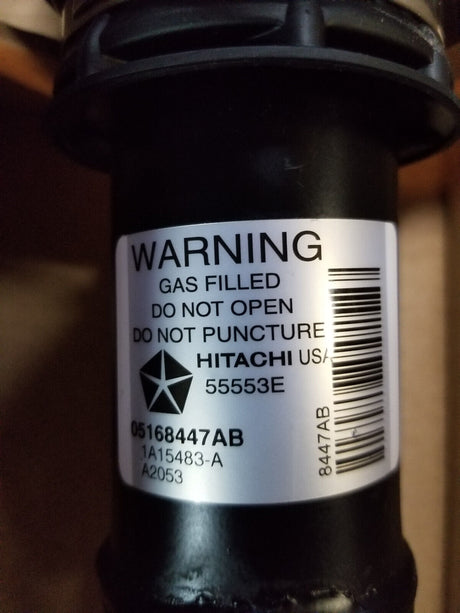 WARNING
GAS FILLED
DO NOT OPEN
DO NOT PUNCTURE
HITACHI USA
55553E
05168447AB
1A15483-A
A2053
8447AB